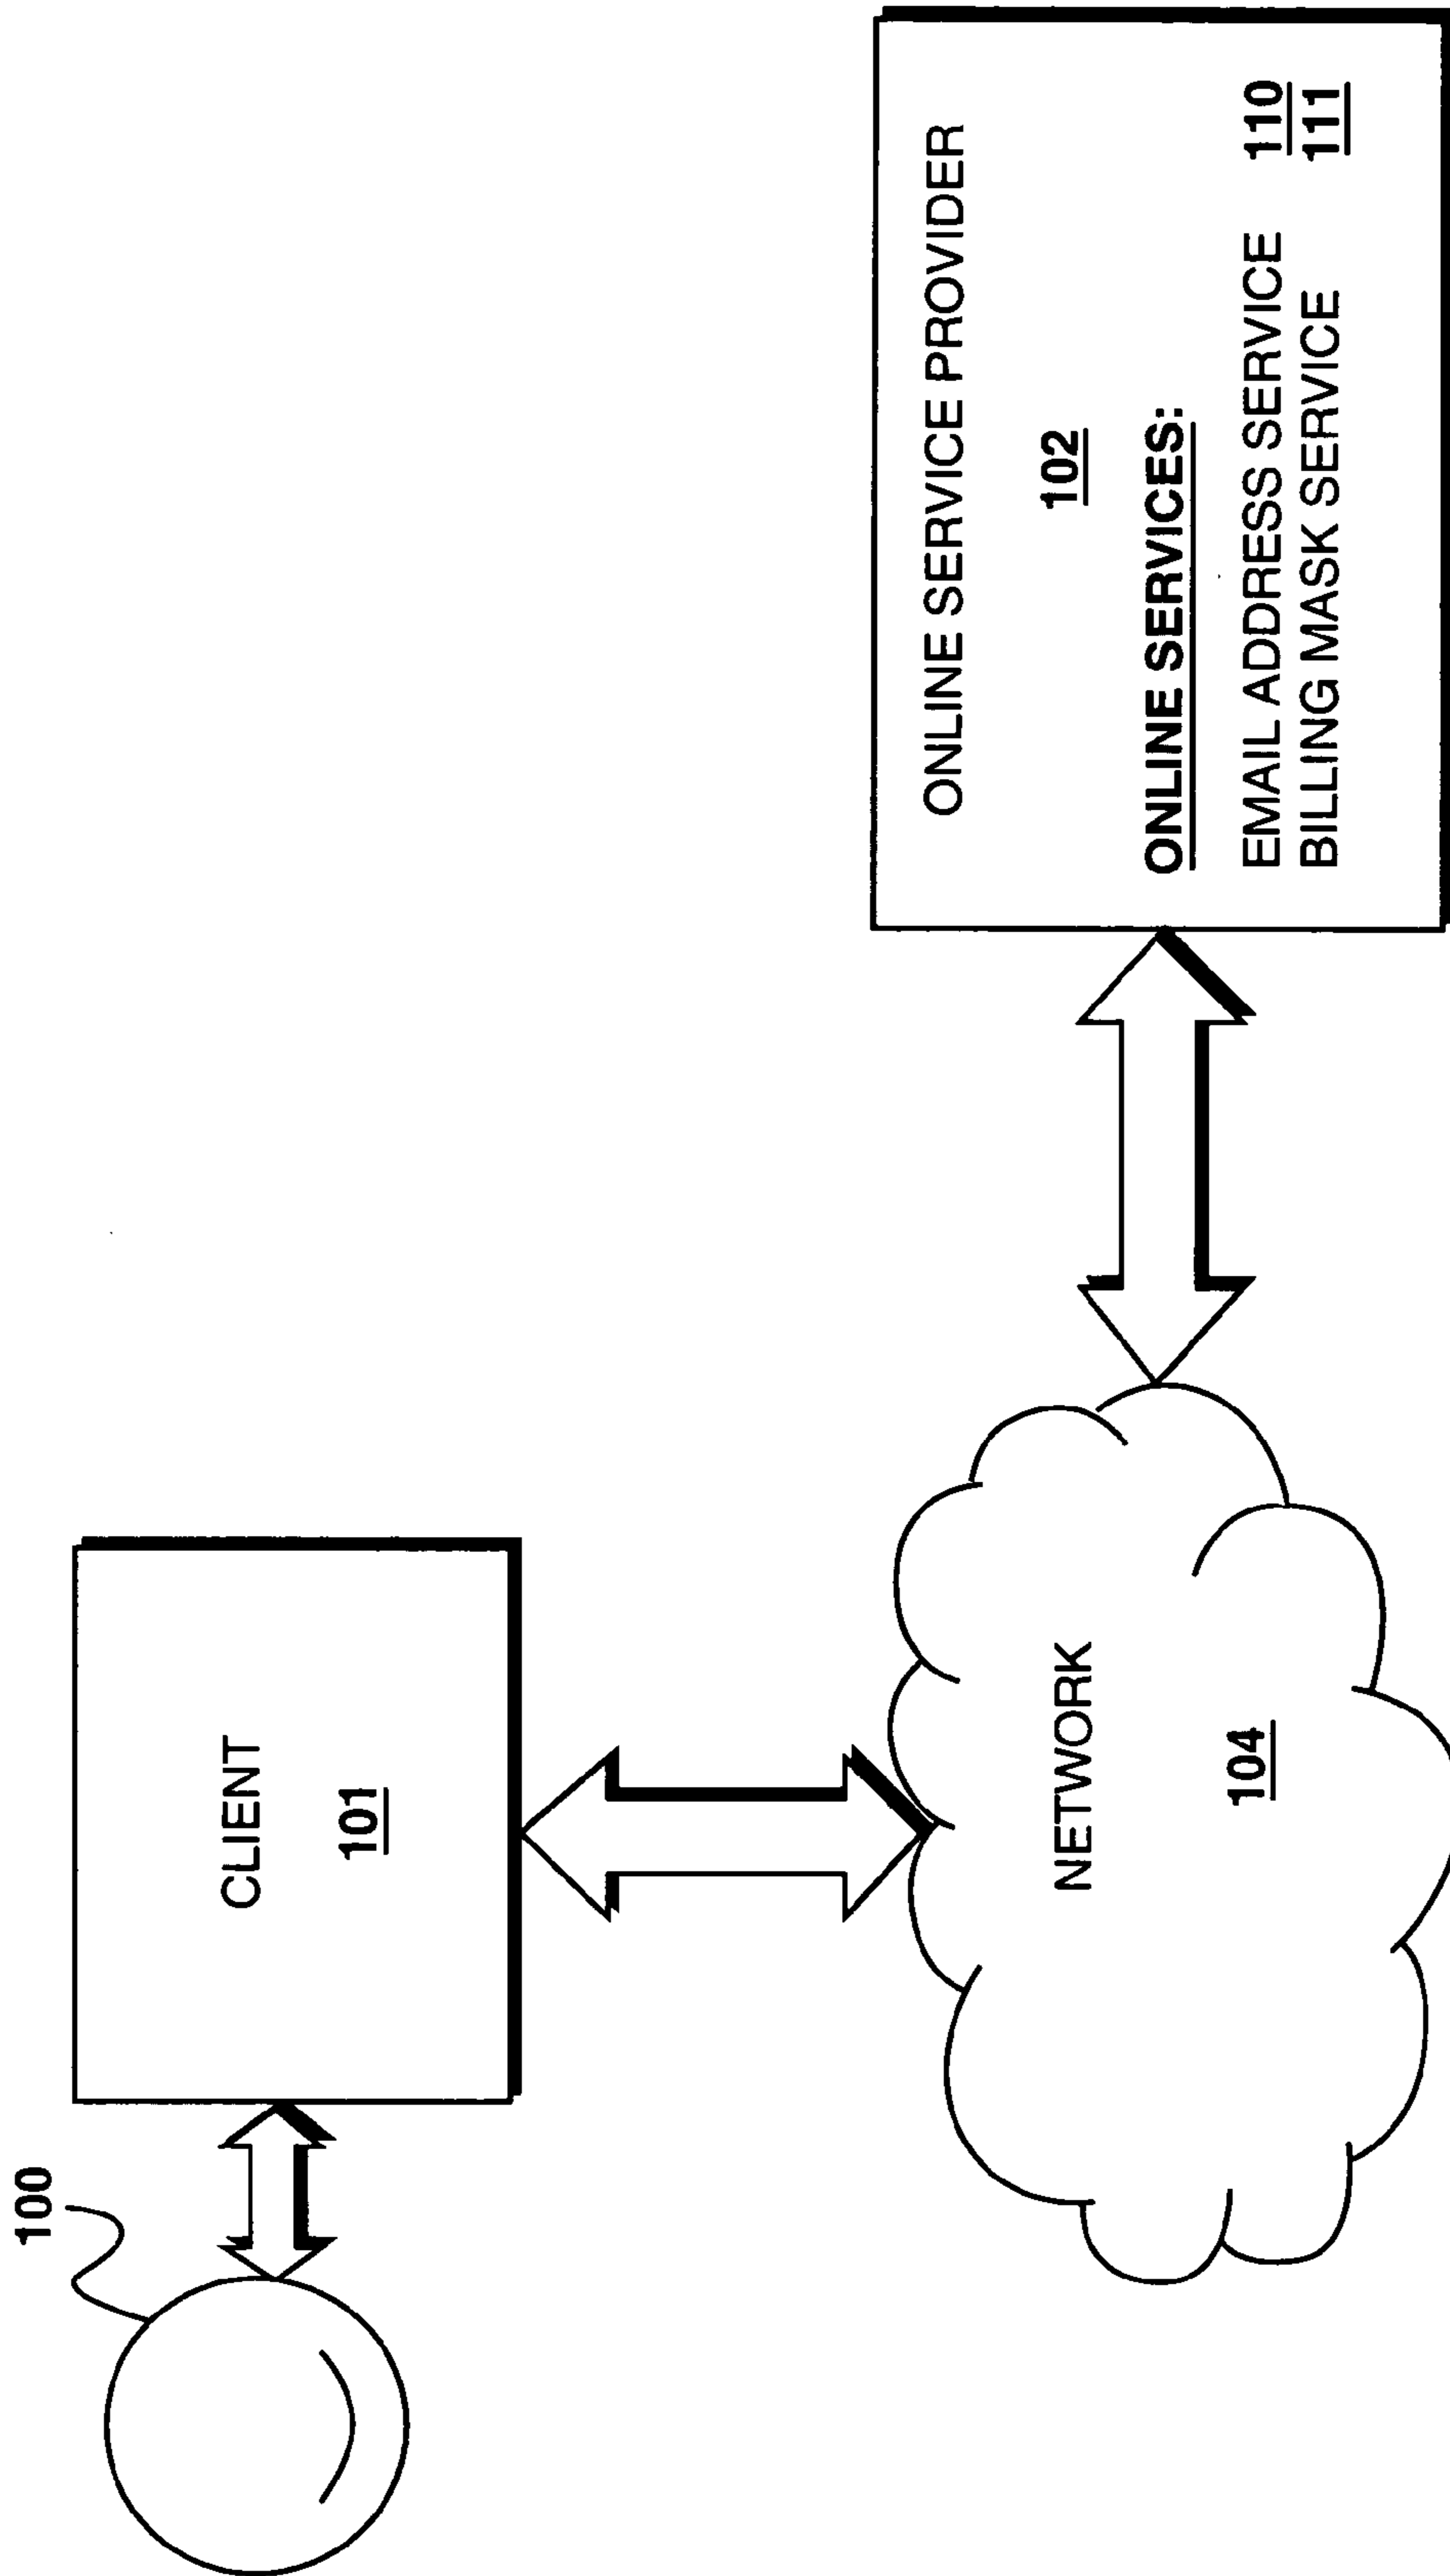 100
CLIENT
101
NETWORK
104
ONLINE SERVICE PROVIDER
102
ONLINE SERVICES:
EMAIL ADDRESS SERVICE 110
BILLING MASK SERVICE 111